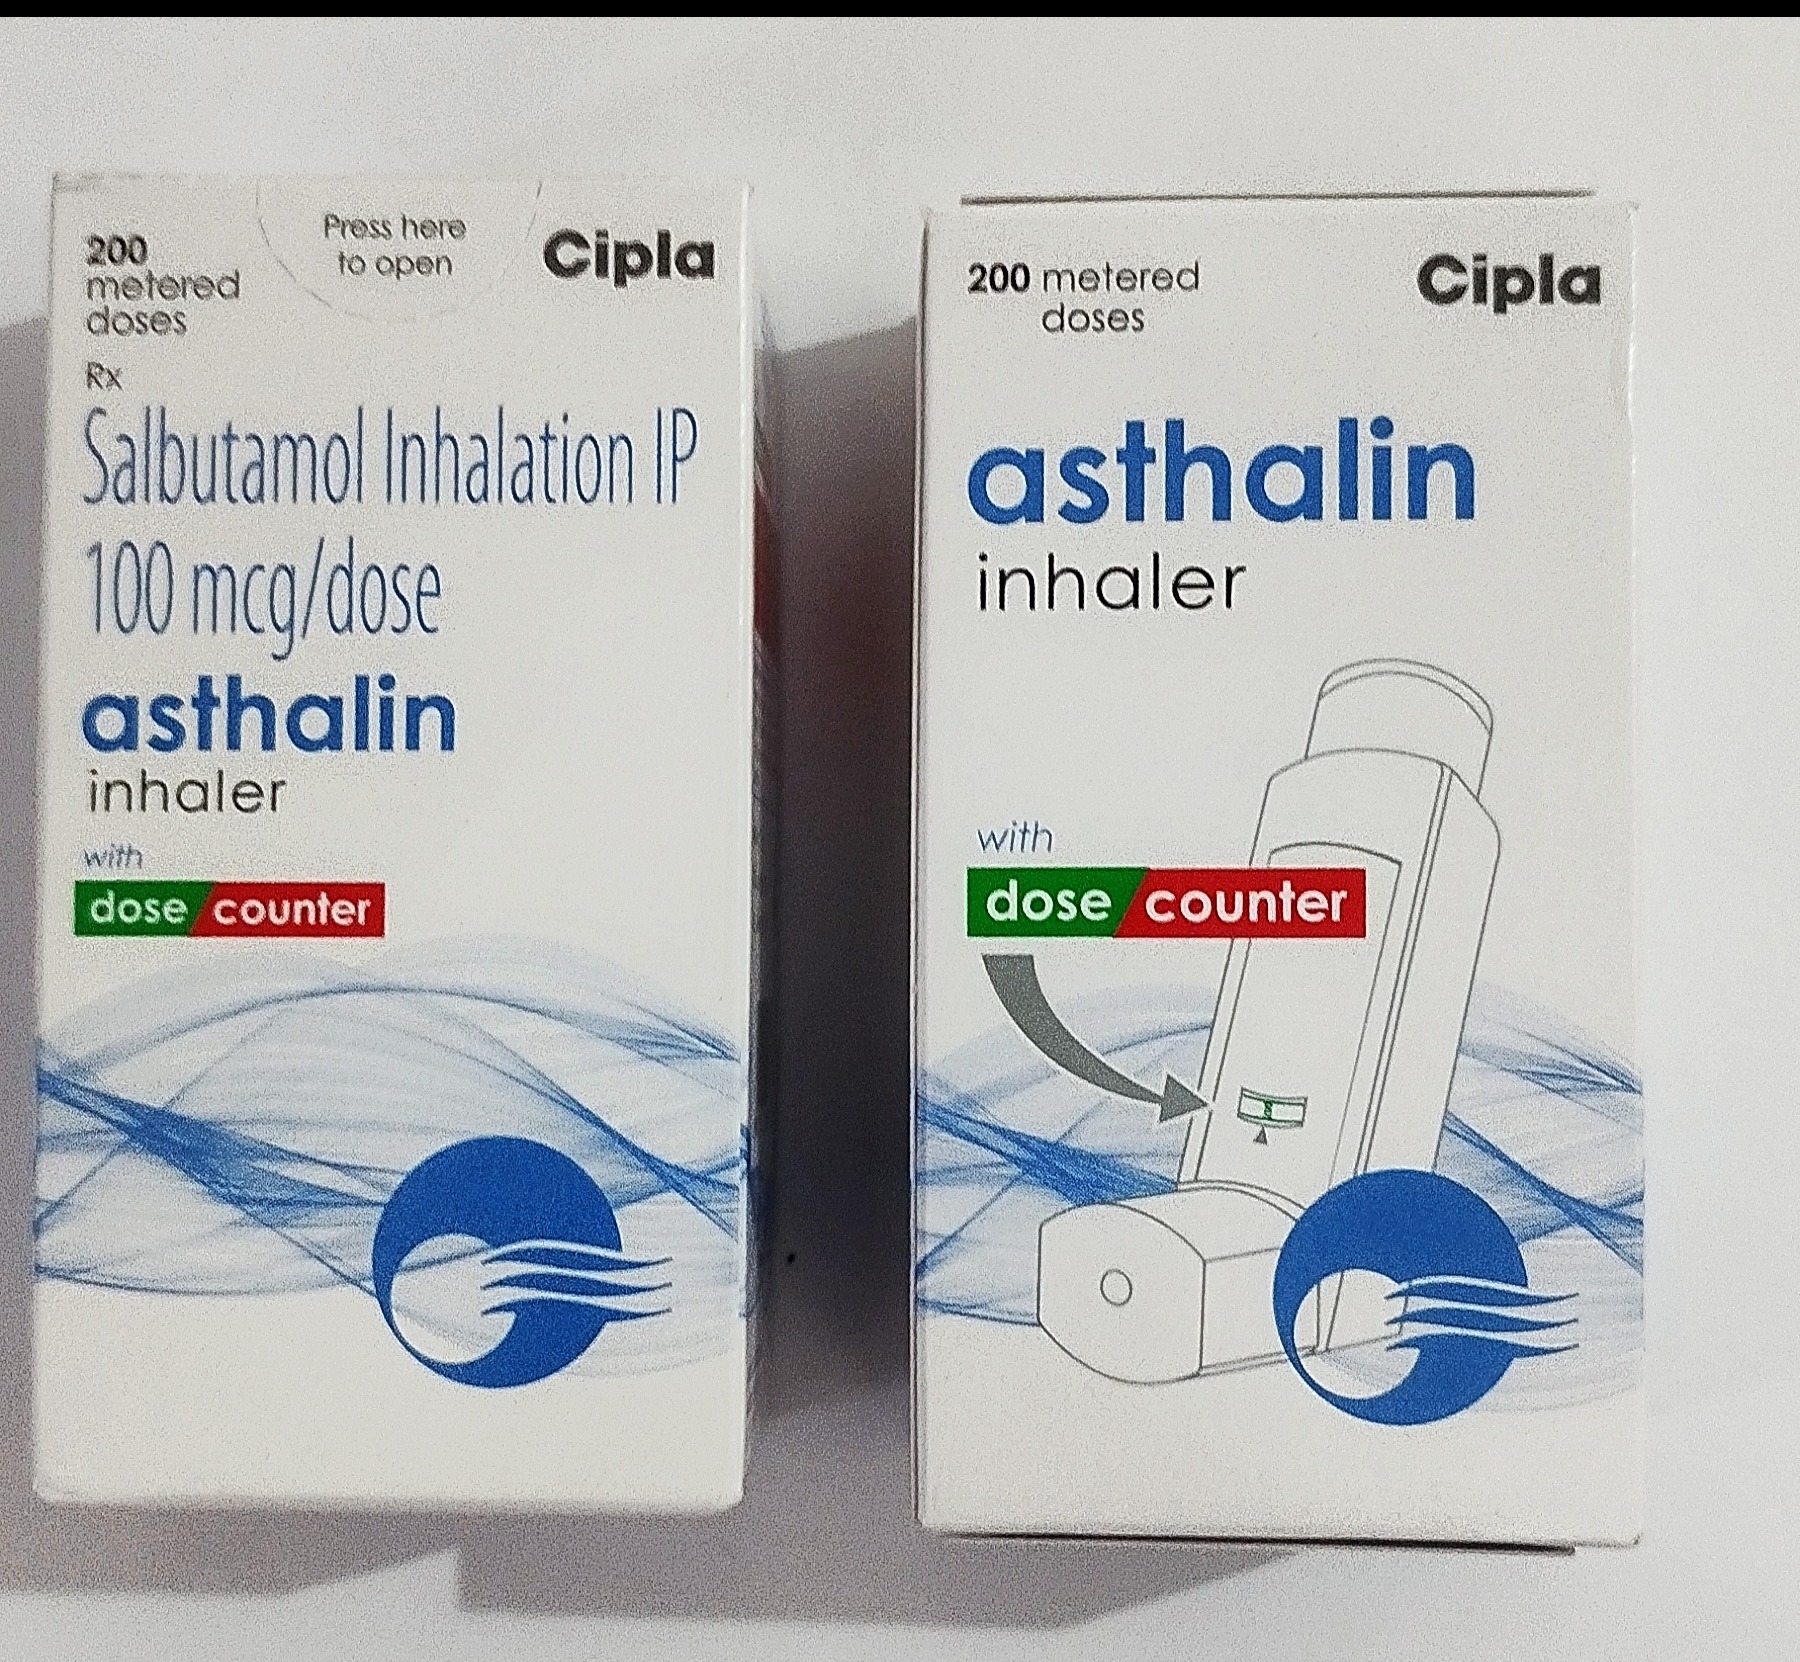 200
metered
doses
Press here
to open
Cipla
Rx
Salbutamol Inhalation IP
100 mcg/dose
asthalin
inhaler
with
dose counter
200 metered
doses
Cipla
asthalin
inhaler
with
dose counter